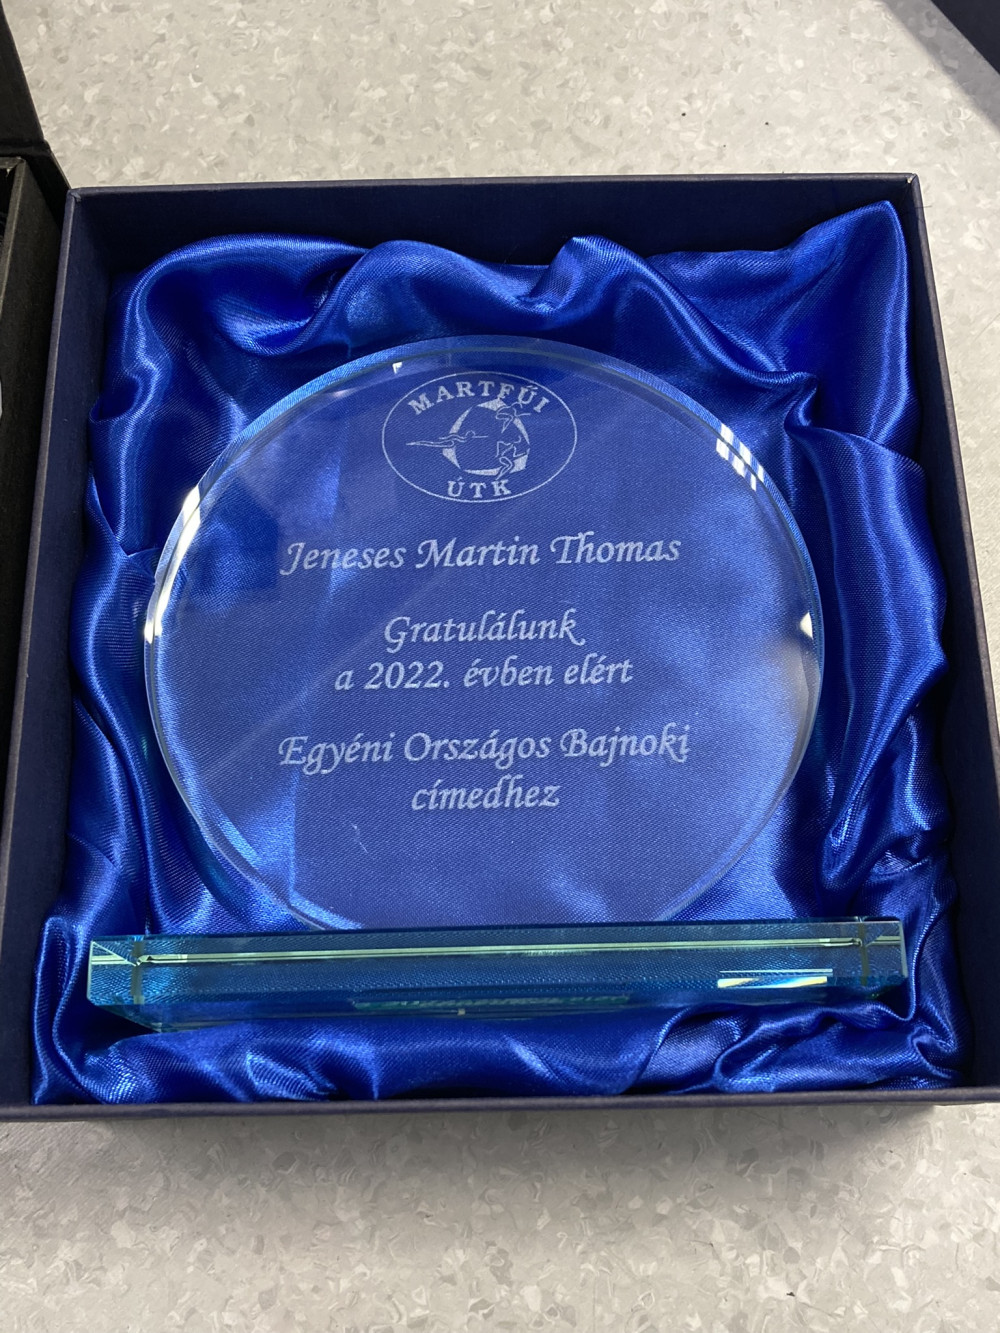 MARTFŰI
ÚTK
Jeneses Martin Thomas
Gratulálunk
a 2022. évben elért
Egyéni Országos Bajnoki
címedhez